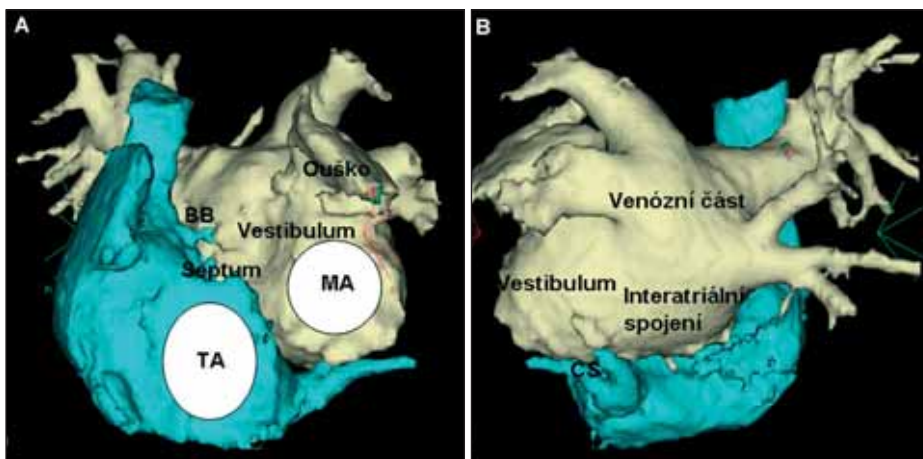 A
Ouško
BB
Vestibulum
Septum
MA
TA
B
Venózní část
Vestibulum
Interatriální
spojení
CS